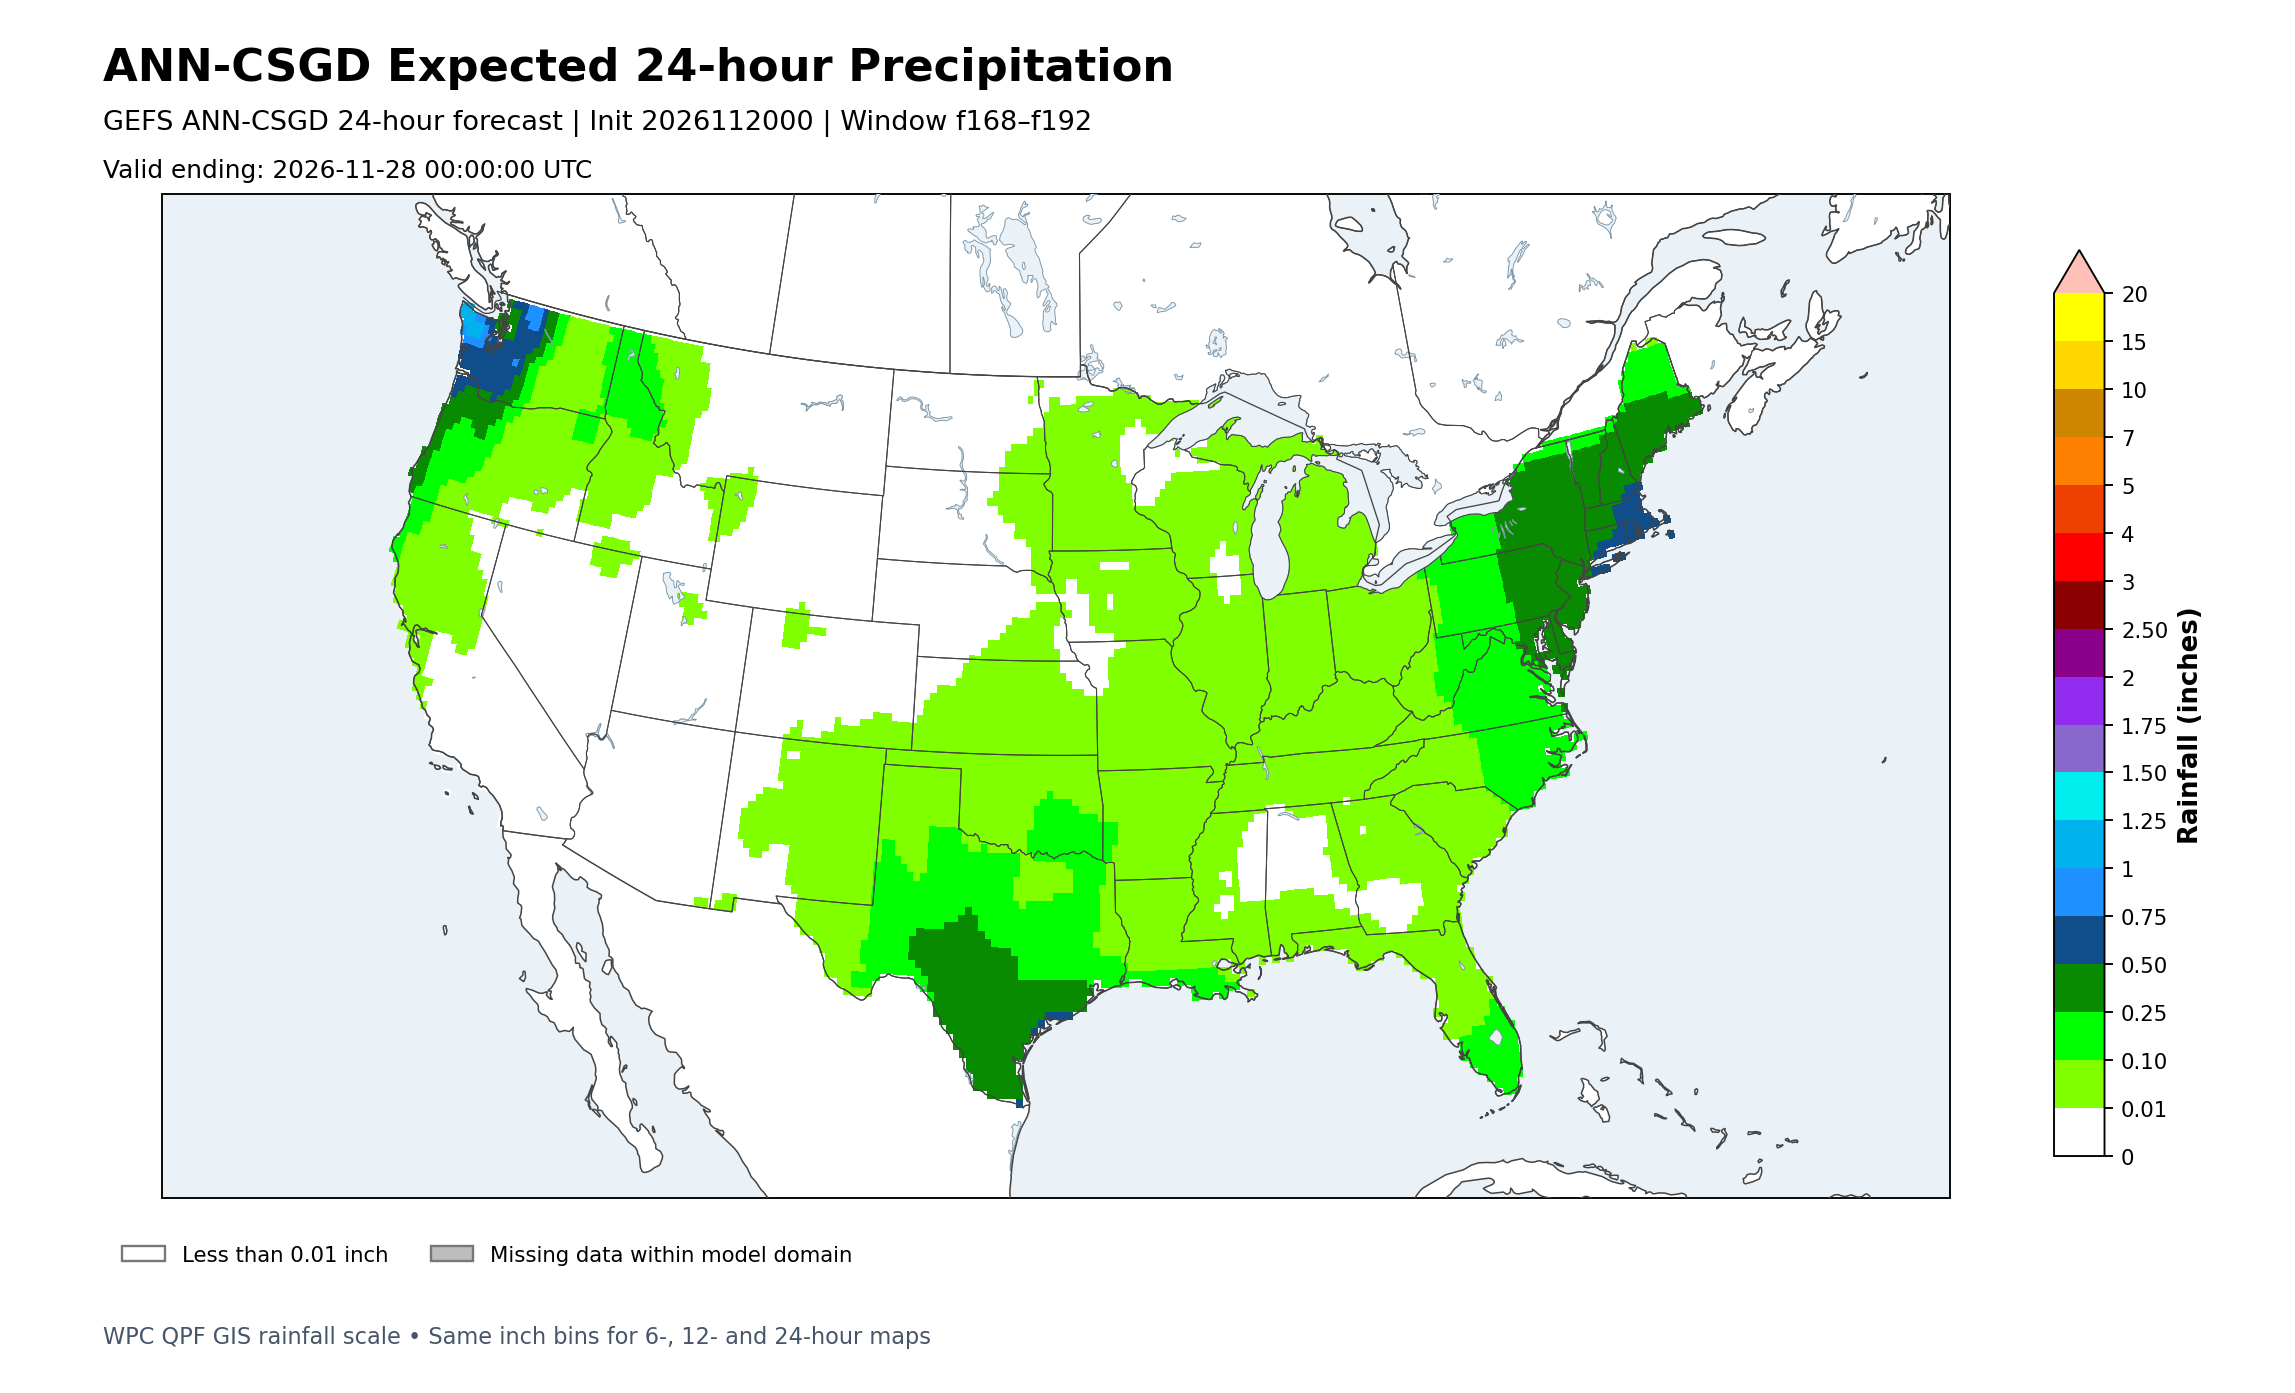 ANN-CSGD Expected 24-hour Precipitation
GEFS ANN-CSGD 24-hour forecast | Init 2026112000 | Window f168–f192
Valid ending: 2026-11-28 00:00:00 UTC
20
15
10
7
5
4
3
2.50
2
1.75
1.50
1.25
1
0.75
0.50
0.25
0.10
0.01
0
Rainfall (inches)
Less than 0.01 inch
Missing data within model domain
WPC QPF GIS rainfall scale • Same inch bins for 6-, 12- and 24-hour maps